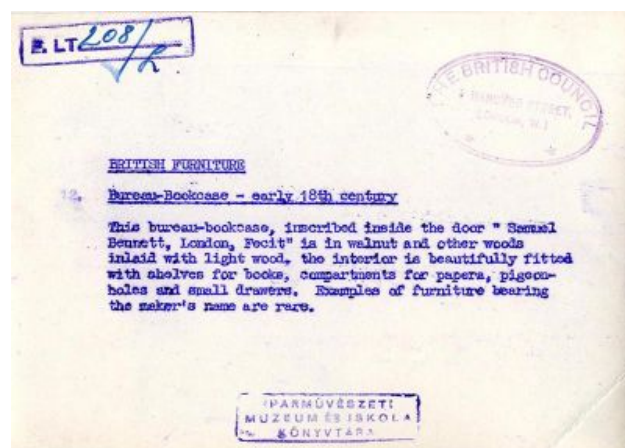 E. LT 208/
THE BRITISH COUNCIL
HANOVER STREET,
LONDON, W.1
BRITISH FURNITURE
12. Bureau-Bookcase - early 18th century
This bureau-bookcase, inscribed inside the door " Samuel
Bennett, London, Fecit" is in walnut and other woods
inlaid with light wood, the interior is beautifully fitted
with shelves for books, compartments for papers, pigeon-
holes and small drawers. Examples of furniture bearing
the maker's name are rare.
IPARMŰVÉSZETI
MUZEUM ÉS ISKOLA
KÖNYVTÁRA